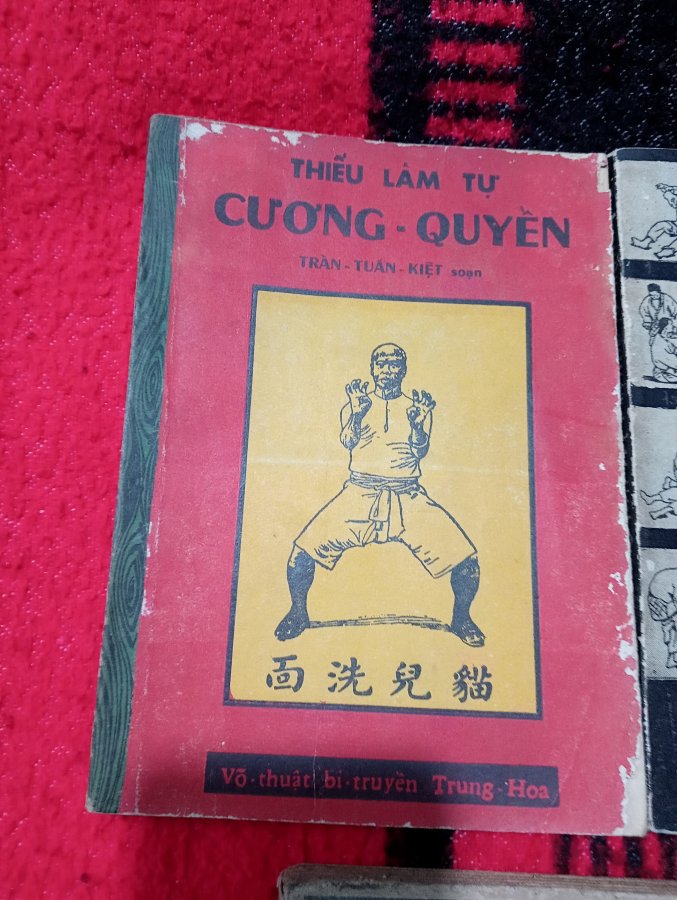 THIẾU LÂM TỰ
CƯƠNG - QUYỀN
TRẦN - TUẤN - KIỆT soạn
面 洗 兒 貓
Võ - thuật bí - truyền Trung - Hoa